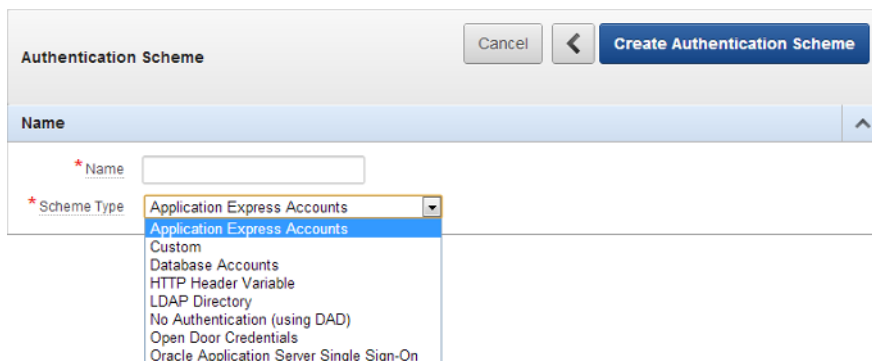 Authentication Scheme
Cancel
Create Authentication Scheme
Name
* Name
* Scheme Type
Application Express Accounts
Application Express Accounts
Custom
Database Accounts
HTTP Header Variable
LDAP Directory
No Authentication (using DAD)
Open Door Credentials
Oracle Application Server Single Sign-On